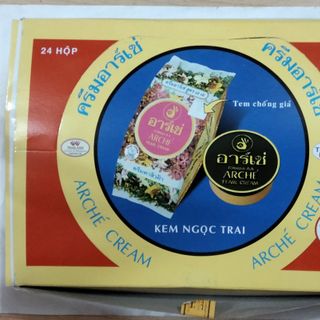 24 HỘP
ครีมอาร์เซ่
ARCHÉ CREAM
Tem chống giả
อาร์เซ่
ARCHÉ
PEARL CREAM
อาร์เซ่
ARCHÉ
PEARL CREAM
KEM NGỌC TRAI
ครีมอาร์เซ่
ARCHÉ CREAM